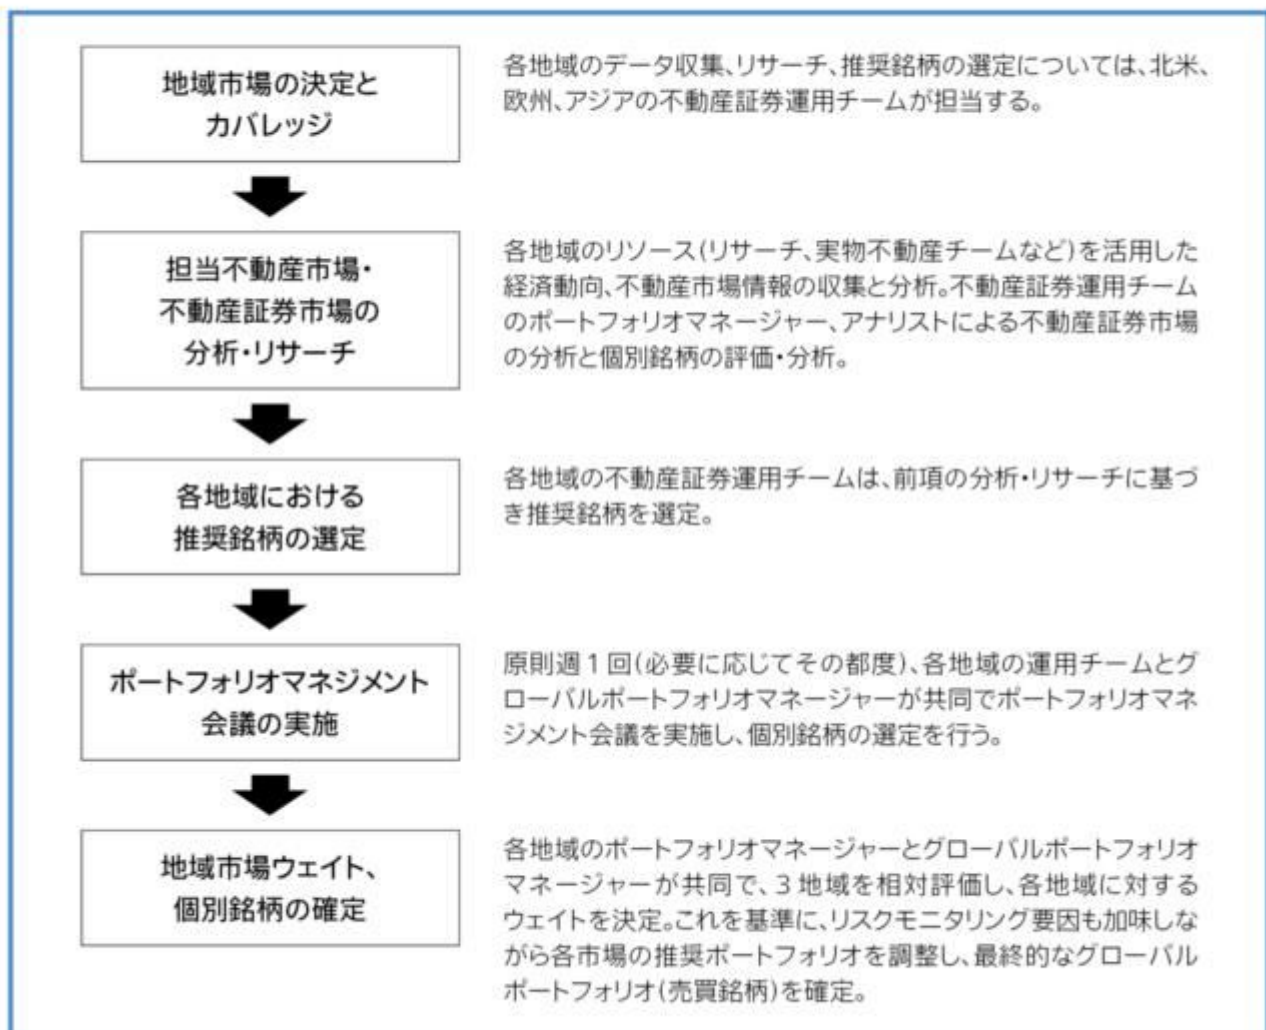 地域市場の決定と
カバレッジ
各地域のデータ収集、リサーチ、推奨銘柄の選定については、北米、
欧州、アジアの不動産証券運用チームが担当する。
担当不動産市場・
不動産証券市場の
分析・リサーチ
各地域のリソース(リサーチ、実物不動産チームなど)を活用した
経済動向、不動産市場情報の収集と分析。不動産証券運用チーム
のポートフォリオマネージャー、アナリストによる不動産証券市場
の分析と個別銘柄の評価・分析。
各地域における
推奨銘柄の選定
各地域の不動産証券運用チームは、前項の分析・リサーチに基づ
き推奨銘柄を選定。
ポートフォリオマネジメント
会議の実施
原則週1回(必要に応じてその都度)、各地域の運用チームとグ
ローバルポートフォリオマネージャーが共同でポートフォリオマネ
ジメント会議を実施し、個別銘柄の選定を行う。
地域市場ウェイト、
個別銘柄の確定
各地域のポートフォリオマネージャーとグローバルポートフォリオ
マネージャーが共同で、3地域を相対評価し、各地域に対する
ウェイトを決定。これを基準に、リスクモニタリング要因も加味しな
がら各市場の推奨ポートフォリオを調整し、最終的なグローバル
ポートフォリオ(売買銘柄)を確定。